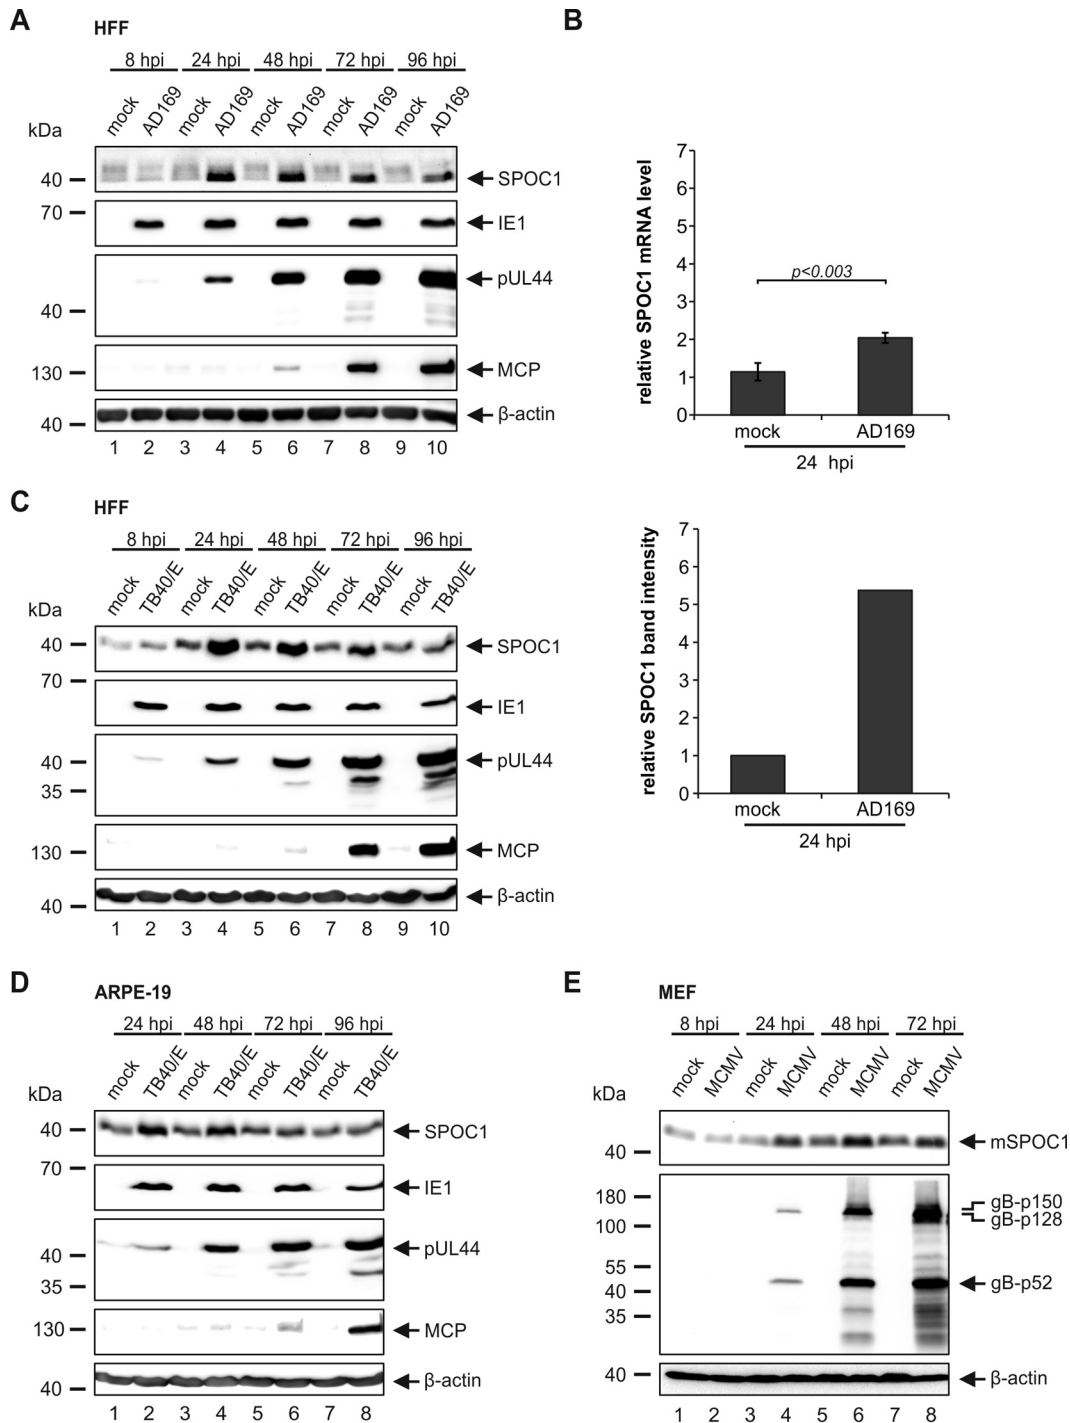 A
HFF
8 hpi 24 hpi 48 hpi 72 hpi 96 hpi
mock AD169 mock AD169 mock AD169 mock AD169 mock AD169
kDa
40 SPOC1
70
IE1
pUL44
40
130 MCP
40 β-actin
1 2 3 4 5 6 7 8 9 10
B
relative SPOC1 mRNA level
7
6
5
4
3
2
1
0
p<0.003
mock AD169
24 hpi
relative SPOC1 band intensity
7
6
5
4
3
2
1
0
mock AD169
24 hpi
C
HFF
8 hpi 24 hpi 48 hpi 72 hpi 96 hpi
mock TB40/E mock TB40/E mock TB40/E mock TB40/E mock TB40/E
kDa
40 SPOC1
70
IE1
40 pUL44
35
130 MCP
40 β-actin
1 2 3 4 5 6 7 8 9 10
D
ARPE-19
24 hpi 48 hpi 72 hpi 96 hpi
mock TB40/E mock TB40/E mock TB40/E mock TB40/E
kDa
40 SPOC1
70
IE1
40 pUL44
35
130 MCP
40 β-actin
1 2 3 4 5 6 7 8
E
MEF
8 hpi 24 hpi 48 hpi 72 hpi
mock MCMV mock MCMV mock MCMV mock MCMV
kDa
40 mSPOC1
180 gB-p150
100 gB-p128
55
40 gB-p52
35
40 β-actin
1 2 3 4 5 6 7 8